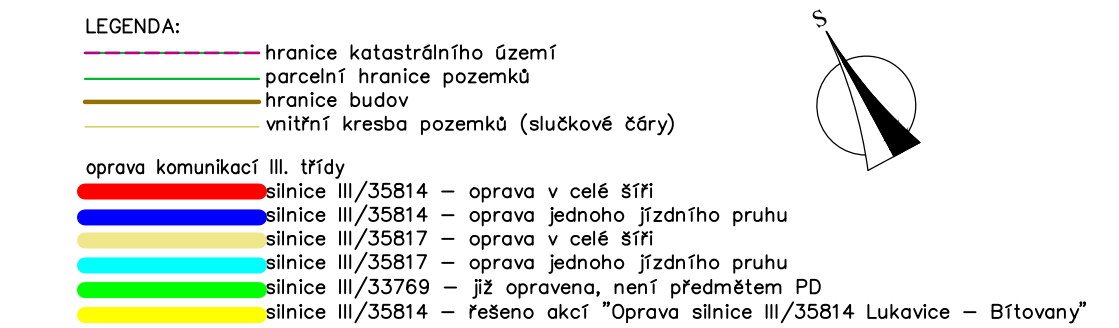 LEGENDA:
S
hranice katastrálního území
parcelní hranice pozemků
hranice budov
vnitřní kresba pozemků (slučkové čáry)
oprava komunikací III. třídy
silnice III/35814 – oprava v celé šíři
silnice III/35814 – oprava jednoho jízdního pruhu
silnice III/35817 – oprava v celé šíři
silnice III/35817 – oprava jednoho jízdního pruhu
silnice III/33769 – již opravena, není předmětem PD
silnice III/35814 – řešeno akcí "Oprava silnice III/35814 Lukavice – Bítovany"